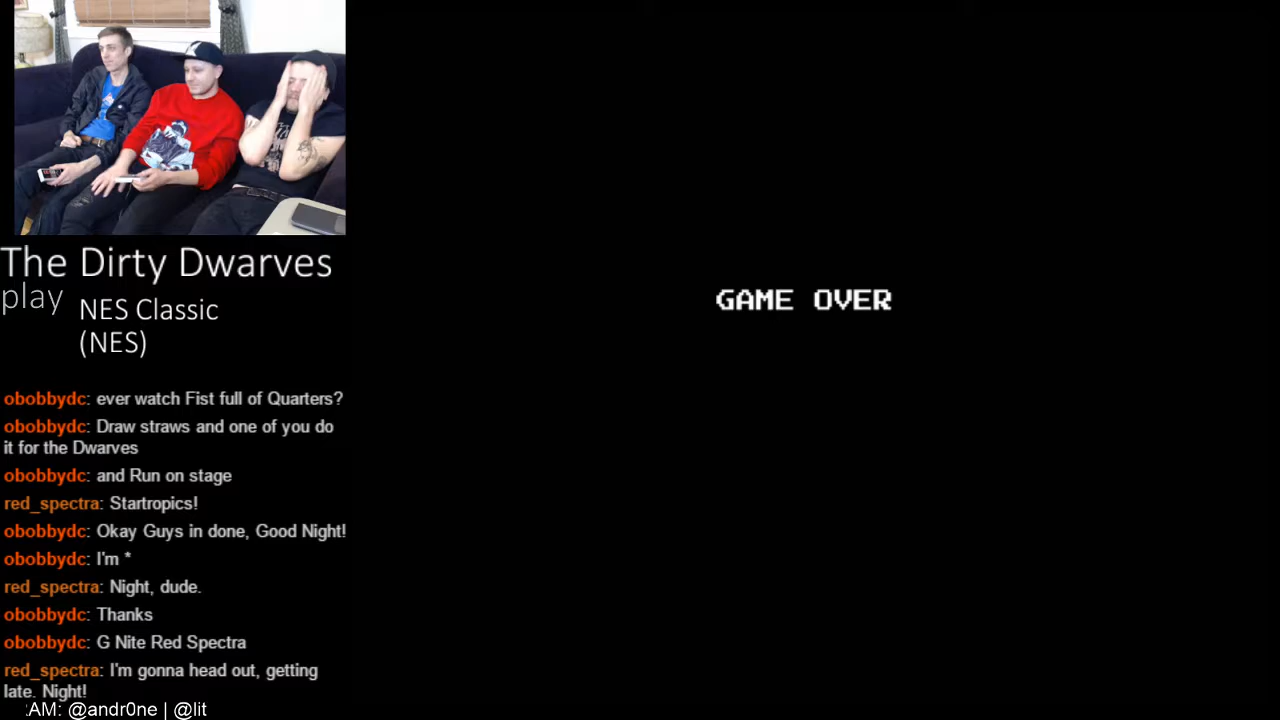 The Dirty Dwarves
play
NES Classic
(NES)
GAME OVER
obobbydc: ever watch Fist full of Quarters?
obobbydc: Draw straws and one of you do
it for the Dwarves
obobbydc: and Run on stage
red_spectra: Startropics!
obobbydc: Okay Guys in done, Good Night!
obobbydc: I'm *
red_spectra: Night, dude.
obobbydc: Thanks
obobbydc: G Nite Red Spectra
red_spectra: I'm gonna head out, getting
late. Night!
AM: @andr0ne | @lit